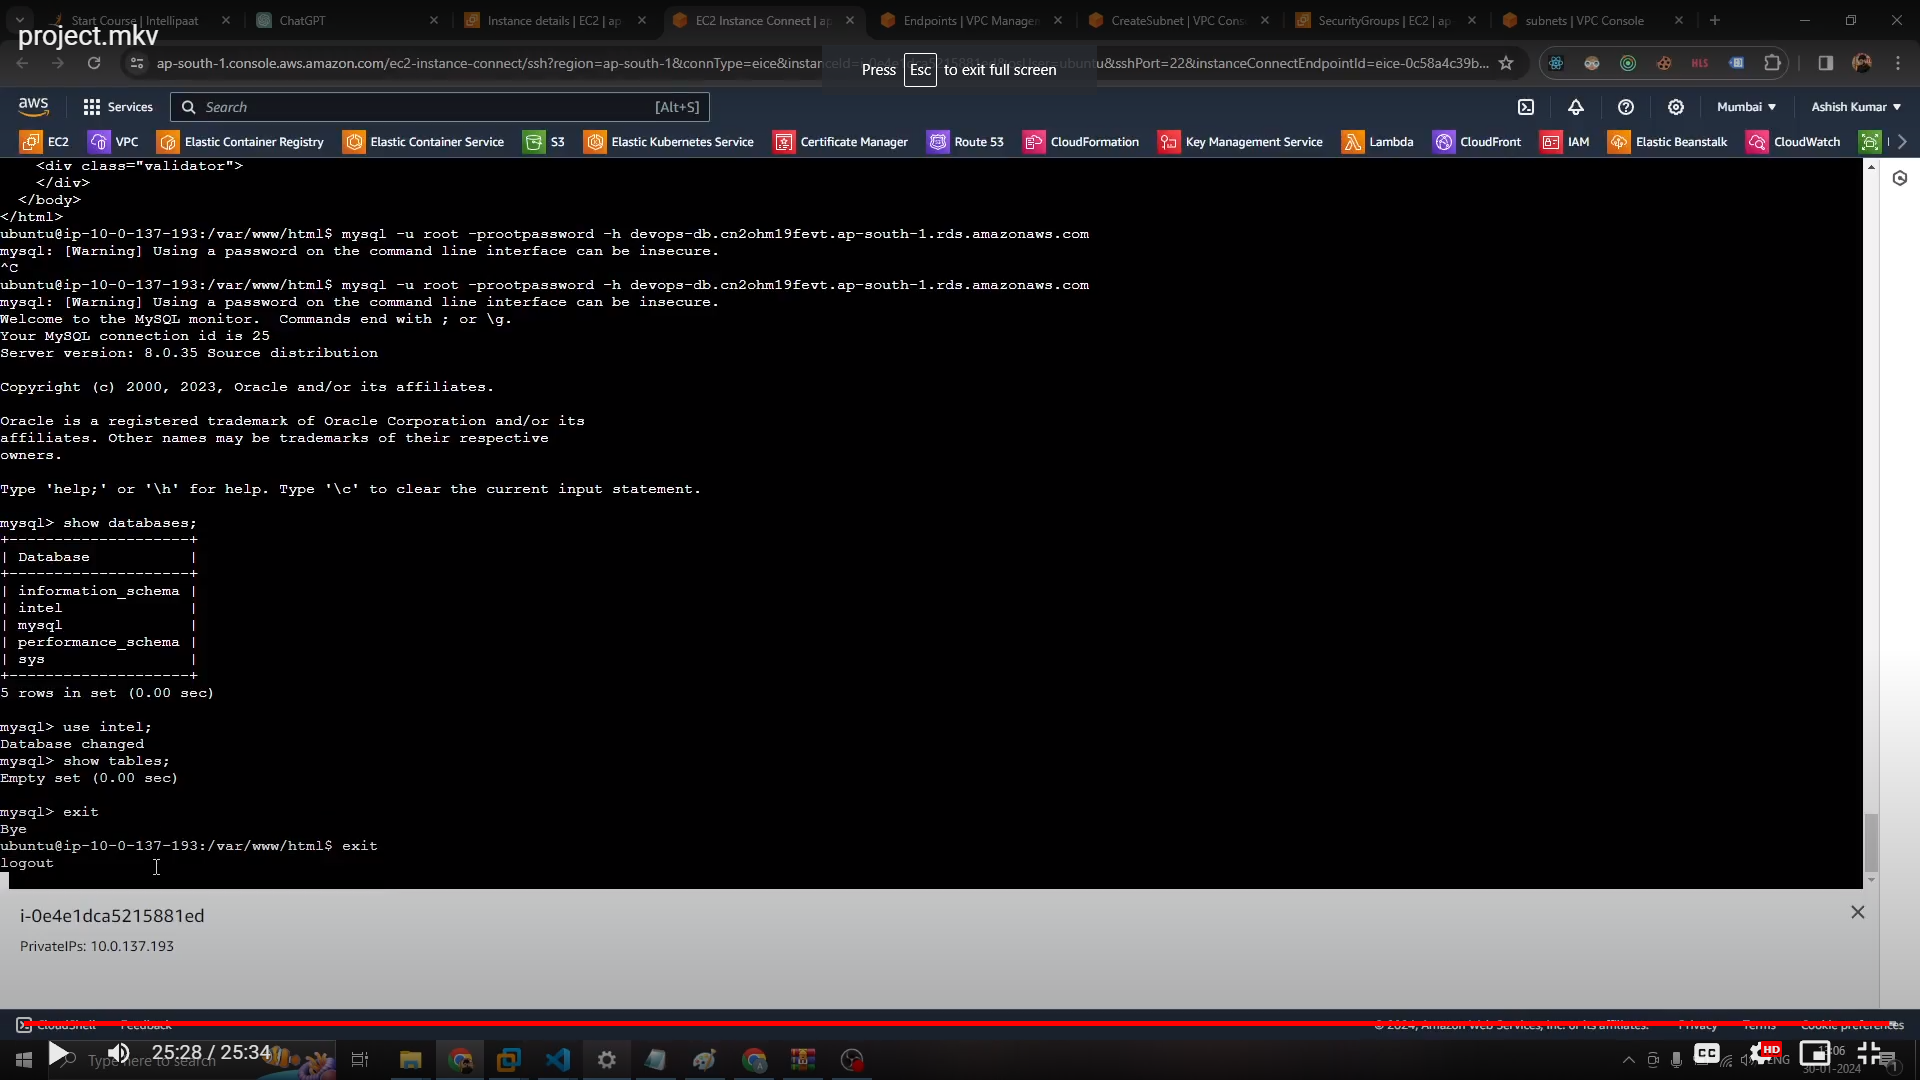 Start Course | Intellipaat
ChatGPT
Instance details | EC2 | ap
EC2 Instance Connect | ap
Endpoints | VPC Manager
CreateSubnet | VPC Cons
SecurityGroups | EC2 | ap
subnets | VPC Console
project.mkv
ap-south-1.console.aws.amazon.com/ec2-instance-connect/ssh?region=ap-south-1&connType=eice&instanceId=
&sshPort=22&instanceConnectEndpointId=eice-0c58a4c39b...
Press Esc to exit full screen
HLS
aws
Services
Search
[Alt+S]
Mumbai
Ashish Kumar
EC2
VPC
Elastic Container Registry
Elastic Container Service
S3
Elastic Kubernetes Service
Certificate Manager
Route 53
CloudFormation
Key Management Service
Lambda
CloudFront
IAM
Elastic Beanstalk
CloudWatch
<div class="validator">
</div>
</body>
</html>
ubuntu@ip-10-0-137-193:/var/www/html$ mysql -u root -prootpassword -h devops-db.cn2ohm19fevt.ap-south-1.rds.amazonaws.com
mysql: [Warning] Using a password on the command line interface can be insecure.
^C
ubuntu@ip-10-0-137-193:/var/www/html$ mysql -u root -prootpassword -h devops-db.cn2ohm19fevt.ap-south-1.rds.amazonaws.com
mysql: [Warning] Using a password on the command line interface can be insecure.
Welcome to the MySQL monitor.  Commands end with ; or \g.
Your MySQL connection id is 25
Server version: 8.0.35 Source distribution
Copyright (c) 2000, 2023, Oracle and/or its affiliates.
Oracle is a registered trademark of Oracle Corporation and/or its
affiliates. Other names may be trademarks of their respective
owners.
Type 'help;' or '\h' for help. Type '\c' to clear the current input statement.
mysql> show databases;
+--------------------+
| Database           |
+--------------------+
| information_schema |
| intel              |
| mysql              |
| performance_schema |
| sys                |
+--------------------+
5 rows in set (0.00 sec)
mysql> use intel;
Database changed
mysql> show tables;
Empty set (0.00 sec)
mysql> exit
Bye
ubuntu@ip-10-0-137-193:/var/www/html$ exit
logout
i-0e4e1dca5215881ed
PrivateIPs: 10.0.137.193
CloudShell
Feedback
© 2024, Amazon Web Services, Inc. or its affiliates.
Privacy
Terms
Cookie preferences
Type here to search
25:28 / 25:34
CC
HD
ENG
30-01-2024